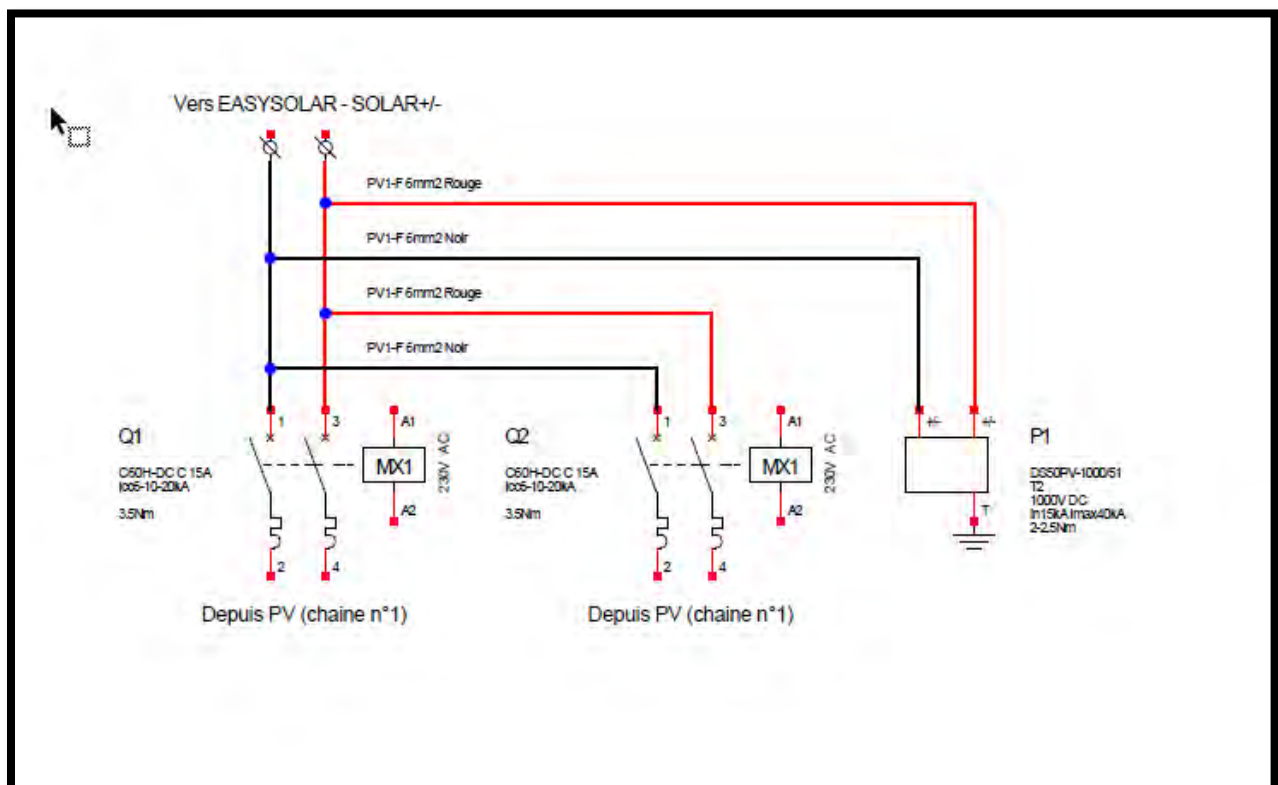 Vers EASYSOLAR - SOLAR+/-
PV1-F 6mm2 Rouge
PV1-F 6mm2 Noir
PV1-F 6mm2 Rouge
PV1-F 6mm2 Noir
Q1
C60H-DC C 15A
Icc6-10-20kA
3.5Nm
1
3
A1
MX1
230V AC
A2
2
4
Depuis PV (chaine n°1)
Q2
C60H-DC C 15A
Icc6-10-20kA
3.5Nm
1
3
A1
MX1
230V AC
A2
2
4
Depuis PV (chaine n°1)
+/-
+/-
T
P1
DS50PV-1000/51
T2
1000V DC
In15kA Imax40kA
2-2.5Nm